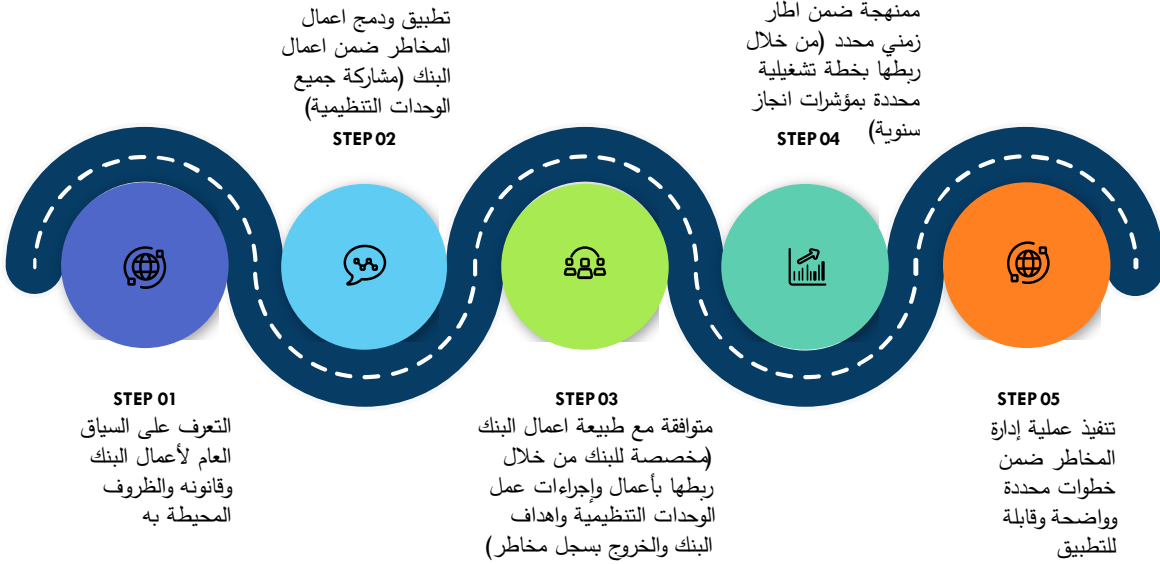 STEP 01
التعرف على السياق
العام لأعمال البنك
وقانونه والظروف
المحيطة به
تطبيق ودمج اعمال
المخاطر ضمن اعمال
البنك (مشاركة جميع
الوحدات التنظيمية)
STEP 02
STEP 03
متوافقة مع طبيعة اعمال البنك
(مخصصة للبنك من خلال
ربطها بأعمال وإجراءات عمل
الوحدات التنظيمية واهداف
البنك والخروج بسجل مخاطر)
ممنهجة ضمن اطار
زمني محدد (من خلال
ربطها بخطة تشغيلية
محددة بمؤشرات انجاز
سنوية)
STEP 04
STEP 05
تنفيذ عملية إدارة
المخاطر ضمن
خطوات محددة
وواضحة وقابلة
للتطبيق